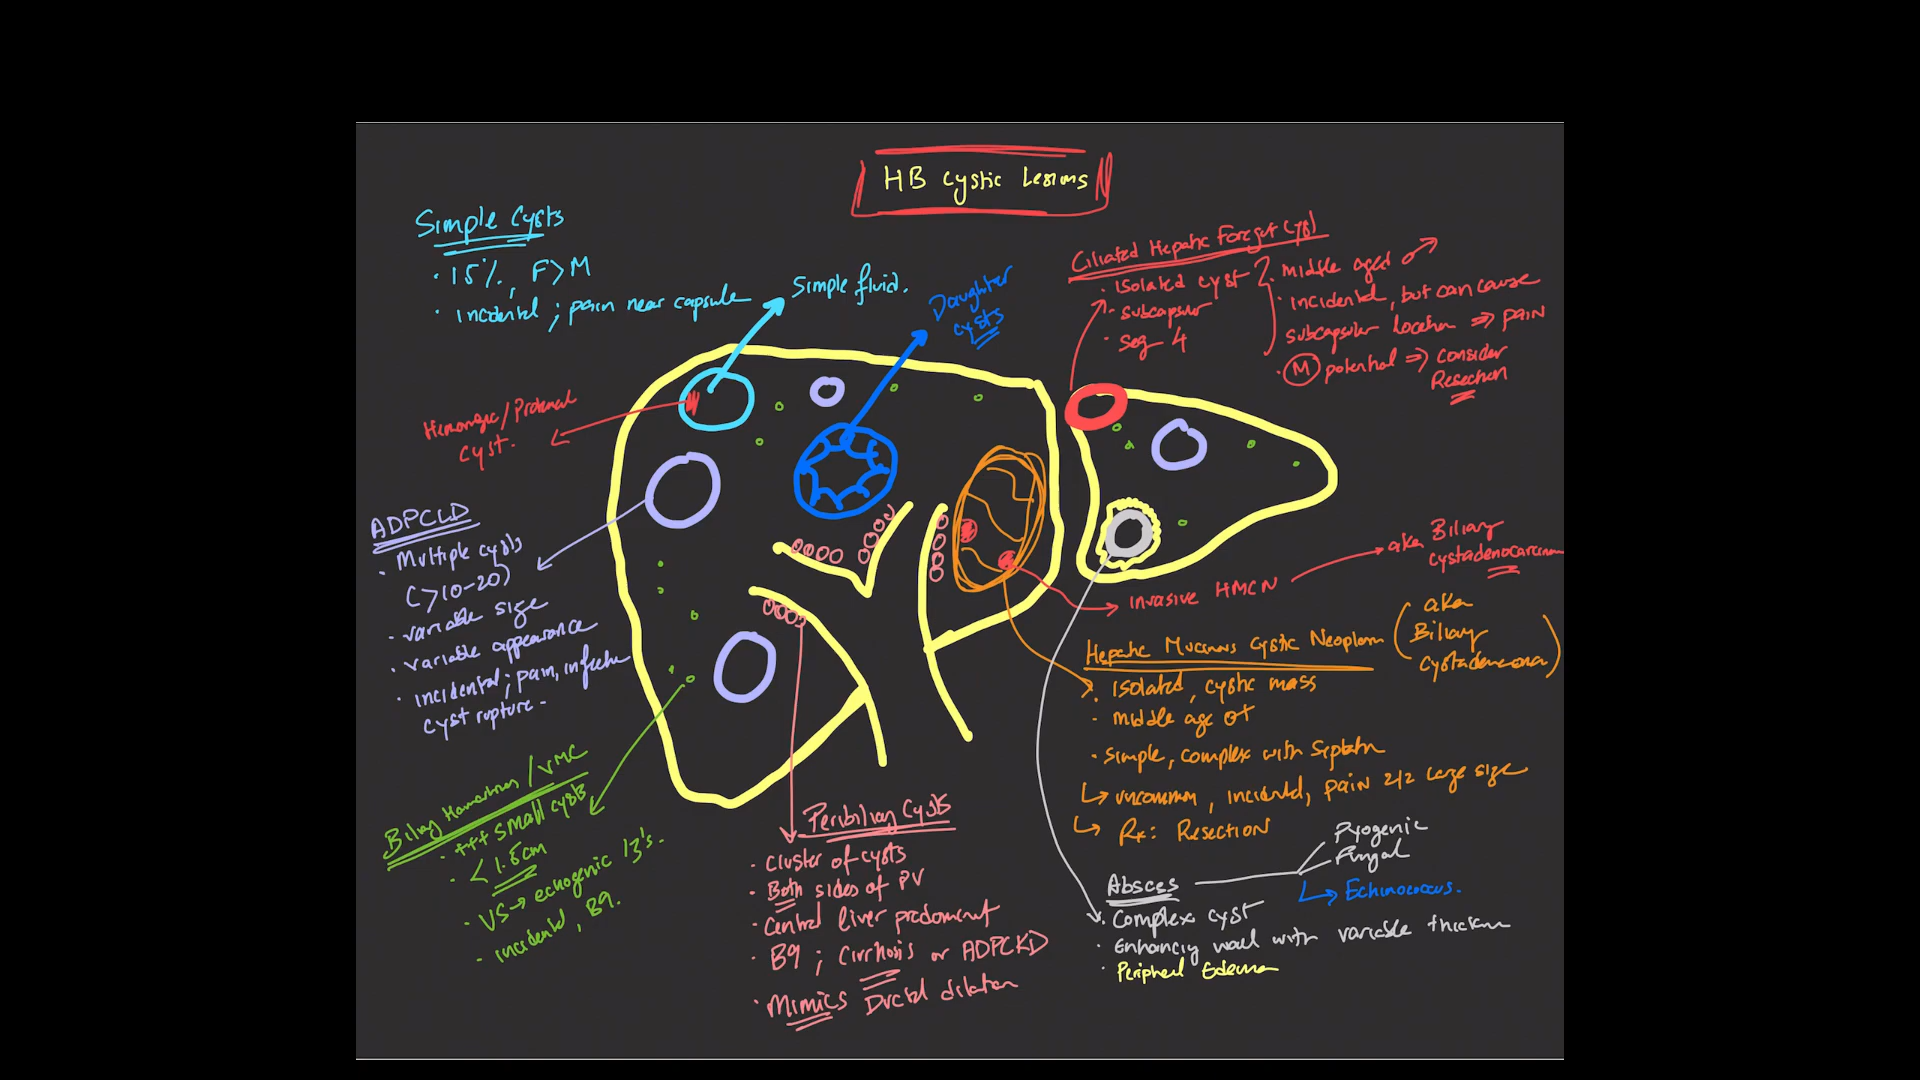 HB Cystic Lesions
Simple Cysts
· 15%, F>M
· incidental; pain near capsule
Simple fluid.
Daughter
cysts
Ciliated Hepatic Foregut Cyst
· Isolated cyst
· subcapsular
· Seg 4
· middle aged ♂
· incidental, but can cause
subcapsular location ⇒ pain
· M potential ⇒ consider
Resection
Hemorrhagic/Proteinal
cyst.
ADPCLD
· Multiple cysts
(>10-20)
· variable size
· variable appearance
· incidental; pain, infection
cyst rupture -
Biliary Hamartomas/VMC
· +++ small cysts
· <1.5cm
· US → echogenic 13's.
· incidental, B9.
Peribiliary Cysts
· Cluster of cysts
· Both sides of PV
· Central liver predominant
· B9; Cirrhosis or ADPCKD
· Mimics Ductal dilation
aka Biliary
cystadenocarcinoma
Invasive HMCN
Hepatic Mucinous Cystic Neoplasm
(aka
Biliary
cystadenoma)
· isolated, cystic mass
· middle age ♀
· simple, complex with septation
↳ uncommon, incidental, pain 2/2 large size
↳ Rx: Resection
Abscess
Pyogenic
Fungal
↳ Echinococcus.
· Complex cyst
· Enhancing wall with variable thickness
· Peripheral Edema